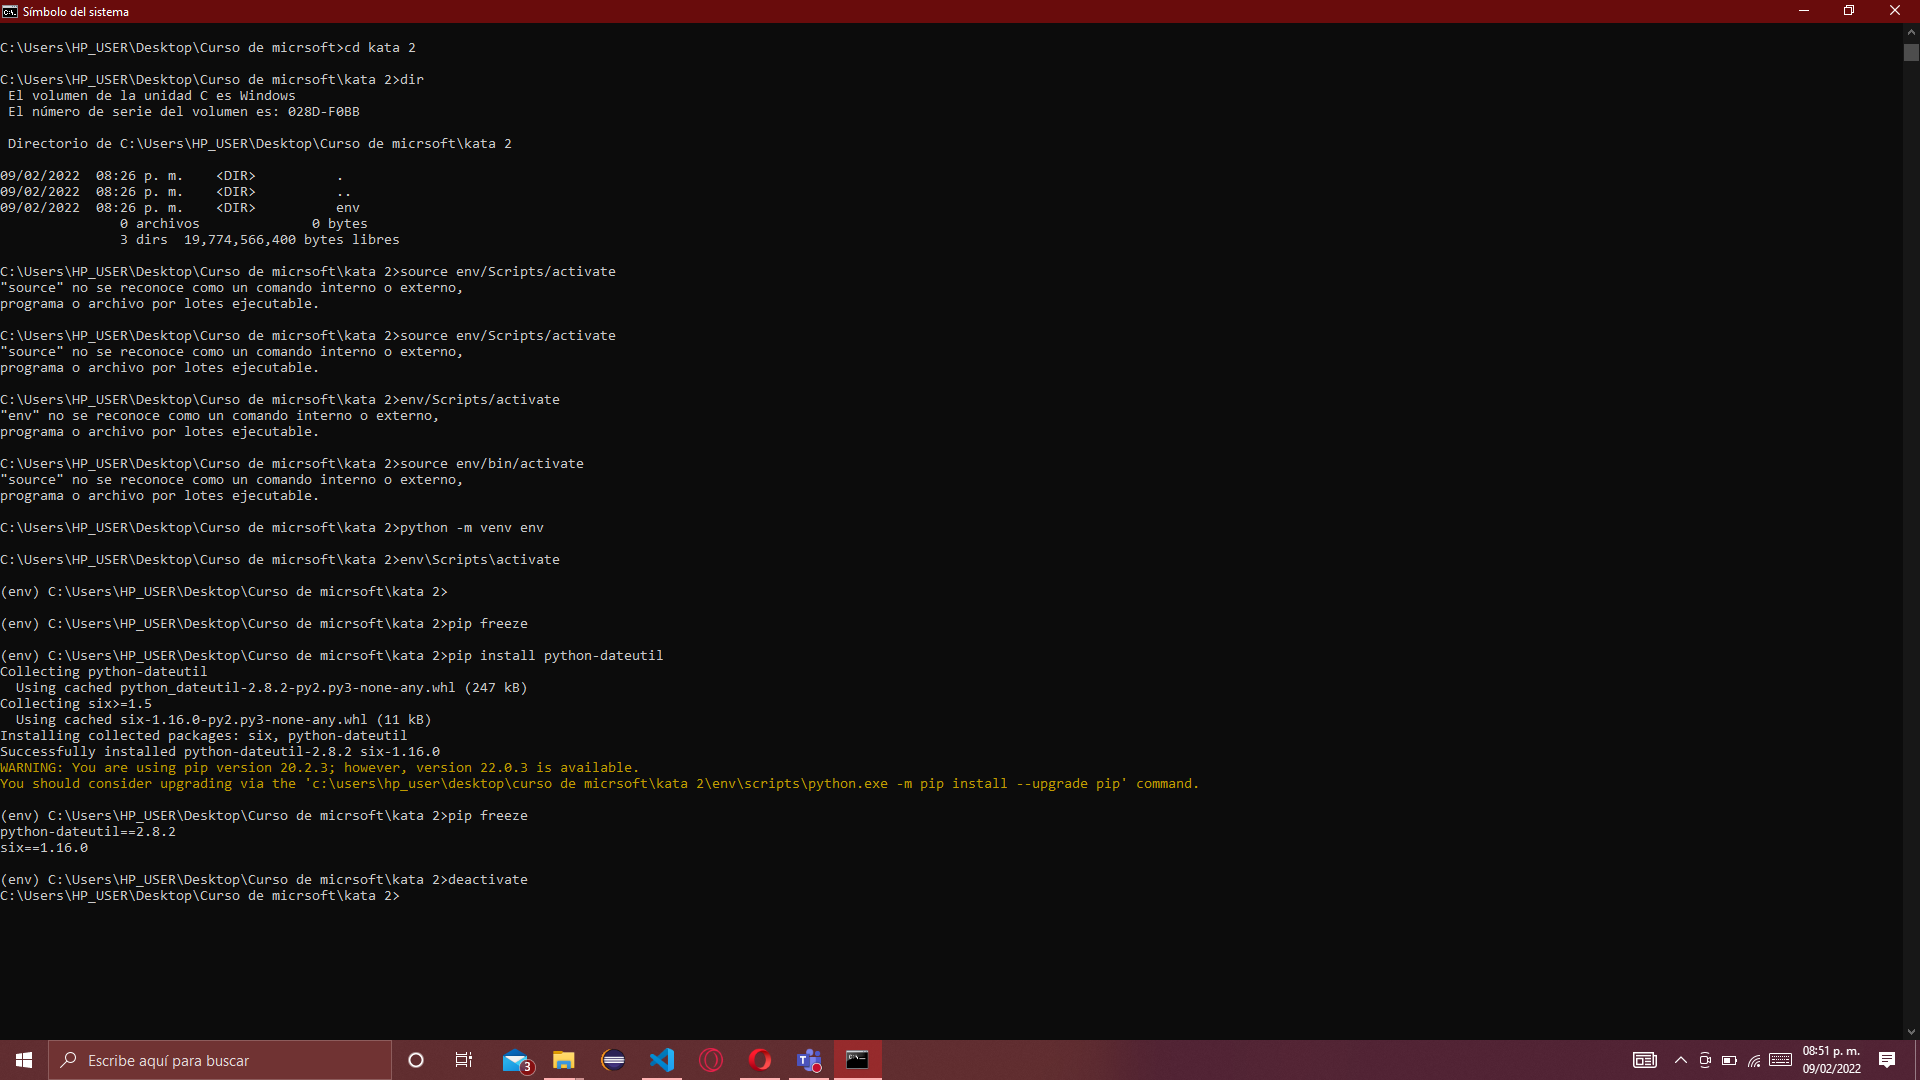 Símbolo del sistema
C:\Users\HP_USER\Desktop\Curso de micrsoft>cd kata 2
C:\Users\HP_USER\Desktop\Curso de micrsoft\kata 2>dir
El volumen de la unidad C es Windows
El número de serie del volumen es: 028D-F0BB
Directorio de C:\Users\HP_USER\Desktop\Curso de micrsoft\kata 2
09/02/2022  08:26 p. m.    <DIR>          .
09/02/2022  08:26 p. m.    <DIR>          ..
09/02/2022  08:26 p. m.    <DIR>          env
0 archivos              0 bytes
3 dirs  19,774,566,400 bytes libres
C:\Users\HP_USER\Desktop\Curso de micrsoft\kata 2>source env/Scripts/activate
"source" no se reconoce como un comando interno o externo,
programa o archivo por lotes ejecutable.
C:\Users\HP_USER\Desktop\Curso de micrsoft\kata 2>source env/Scripts/activate
"source" no se reconoce como un comando interno o externo,
programa o archivo por lotes ejecutable.
C:\Users\HP_USER\Desktop\Curso de micrsoft\kata 2>env/Scripts/activate
"env" no se reconoce como un comando interno o externo,
programa o archivo por lotes ejecutable.
C:\Users\HP_USER\Desktop\Curso de micrsoft\kata 2>source env/bin/activate
"source" no se reconoce como un comando interno o externo,
programa o archivo por lotes ejecutable.
C:\Users\HP_USER\Desktop\Curso de micrsoft\kata 2>python -m venv env
C:\Users\HP_USER\Desktop\Curso de micrsoft\kata 2>env\Scripts\activate
(env) C:\Users\HP_USER\Desktop\Curso de micrsoft\kata 2>
(env) C:\Users\HP_USER\Desktop\Curso de micrsoft\kata 2>pip freeze
(env) C:\Users\HP_USER\Desktop\Curso de micrsoft\kata 2>pip install python-dateutil
Collecting python-dateutil
Using cached python_dateutil-2.8.2-py2.py3-none-any.whl (247 kB)
Collecting six>=1.5
Using cached six-1.16.0-py2.py3-none-any.whl (11 kB)
Installing collected packages: six, python-dateutil
Successfully installed python-dateutil-2.8.2 six-1.16.0
WARNING: You are using pip version 20.2.3; however, version 22.0.3 is available.
You should consider upgrading via the 'c:\users\hp_user\desktop\curso de micrsoft\kata 2\env\scripts\python.exe -m pip install --upgrade pip' command.
(env) C:\Users\HP_USER\Desktop\Curso de micrsoft\kata 2>pip freeze
python-dateutil==2.8.2
six==1.16.0
(env) C:\Users\HP_USER\Desktop\Curso de micrsoft\kata 2>deactivate
C:\Users\HP_USER\Desktop\Curso de micrsoft\kata 2>
Escribe aquí para buscar
3
08:51 p. m.
09/02/2022